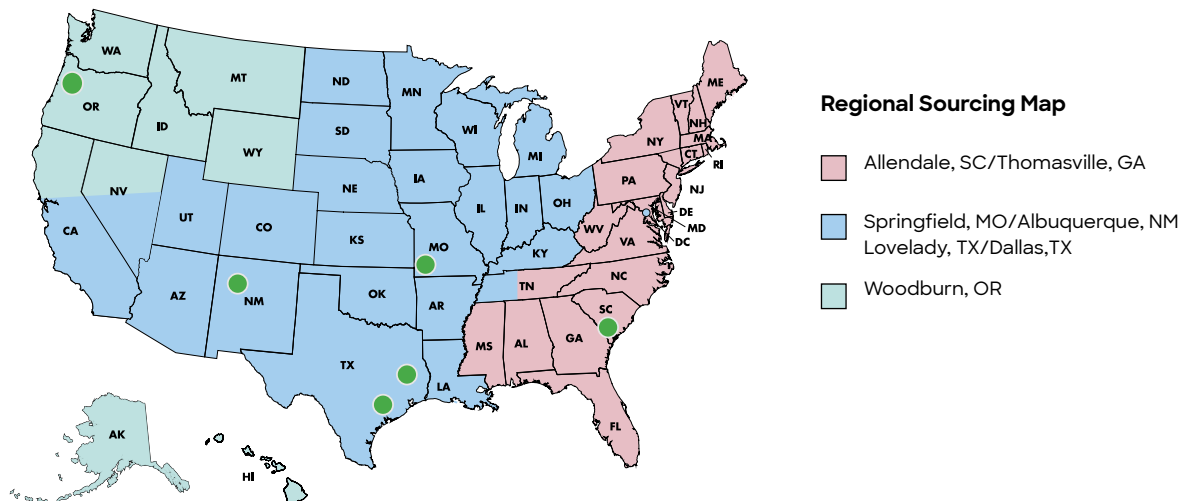 WA
MT
ND
MN
ME
OR
ID
SD
WI
VT
NH
NY
MA
WY
MI
CT
RI
NV
NE
IA
PA
NJ
UT
CO
IL
IN
OH
DE
MD
DC
CA
KS
MO
WV
VA
KY
AZ
NM
OK
AR
TN
NC
SC
TX
LA
MS
AL
GA
FL
AK
HI
Regional Sourcing Map
Allendale, SC/Thomasville, GA
Springfield, MO/Albuquerque, NM
Lovelady, TX/Dallas,TX
Woodburn, OR